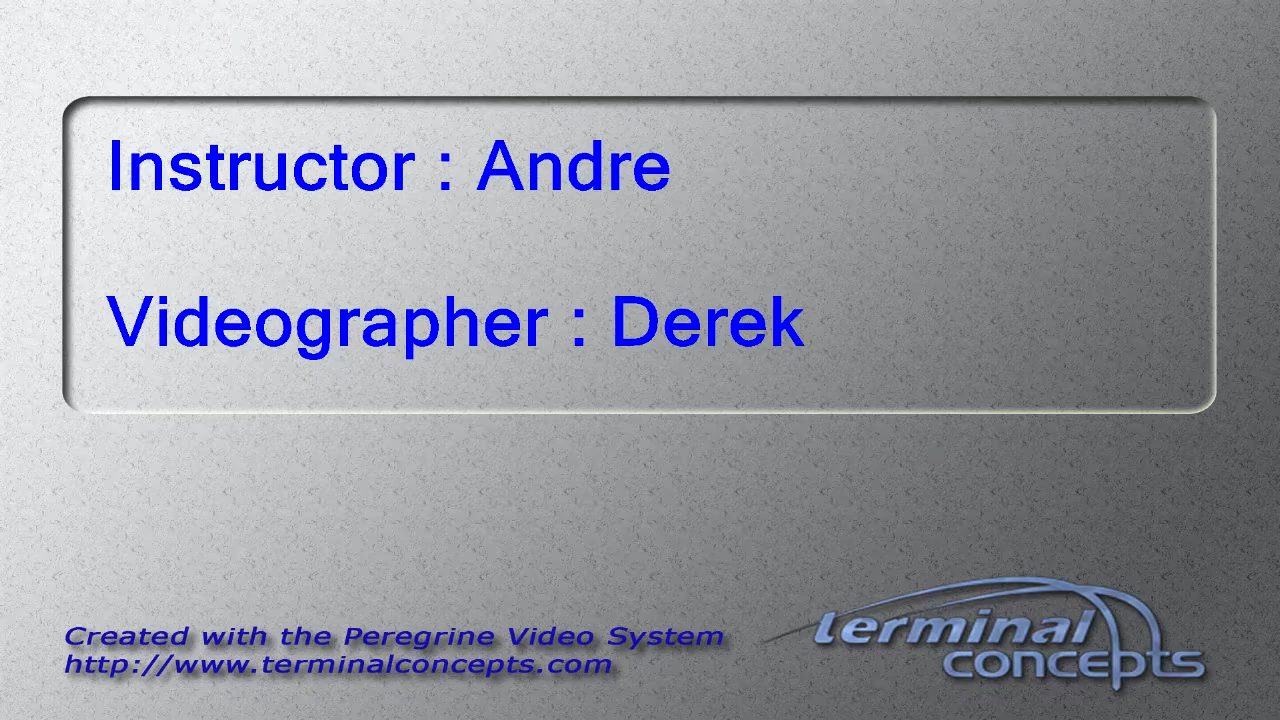 Instructor : Andre
Videographer : Derek
Created with the Peregrine Video System
http://www.terminalconcepts.com
terminal
concepts